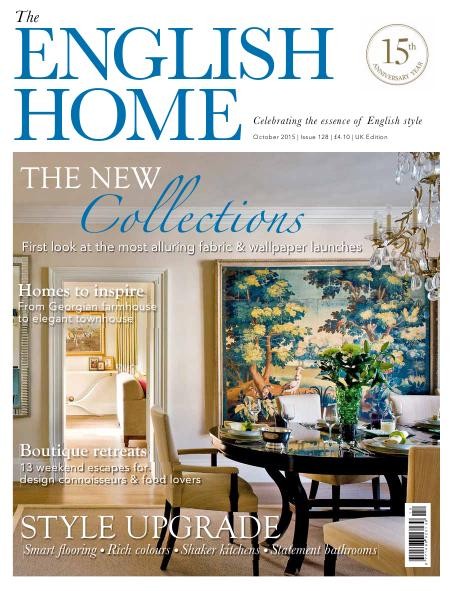 The
ENGLISH
HOME
15th
ANNIVERSARY YEAR
Celebrating the essence of English style
October 2015 | Issue 128 | £4.10 | UK Edition
THE NEW
Collections
First look at the most alluring fabric & wallpaper launches
Homes to inspire
From Georgian farmhouse
to elegant townhouse
Boutique retreats
13 weekend escapes for
design connoisseurs & food lovers
STYLE UPGRADE
Smart flooring • Rich colours • Shaker kitchens • Statement bathrooms